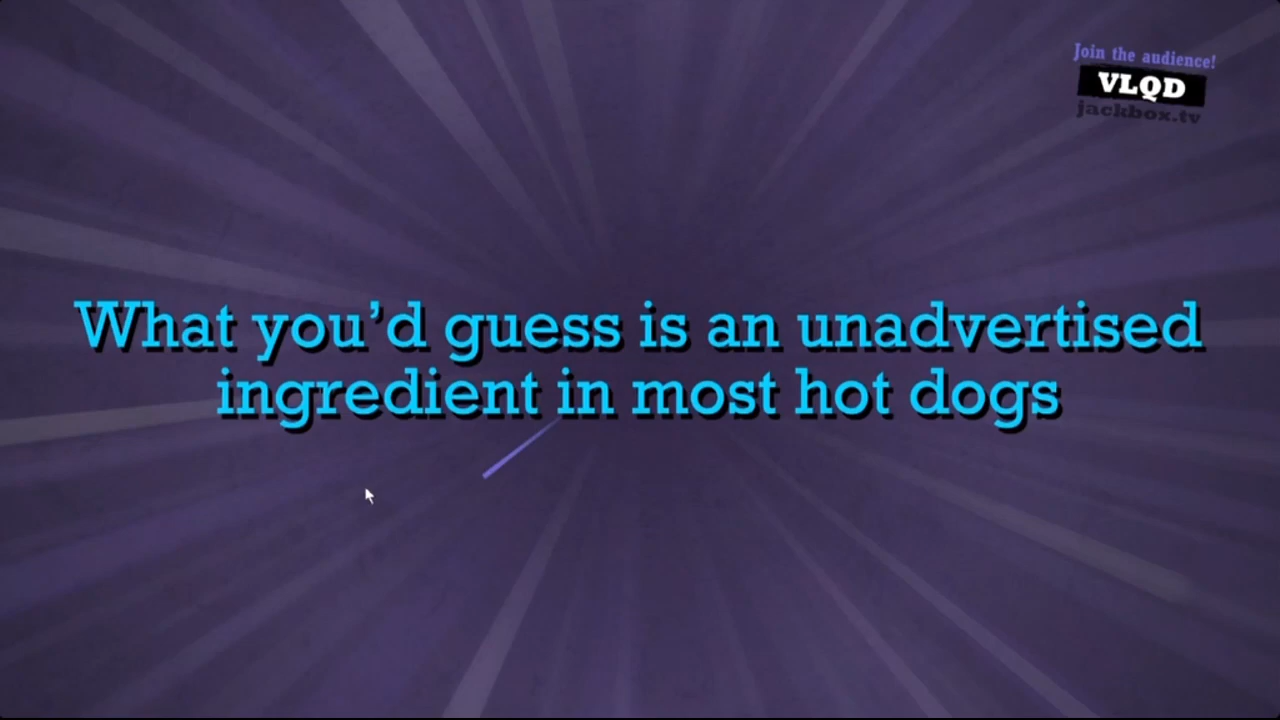 Join the audience!
VLQD
jackbox.tv
What you'd guess is an unadvertised
ingredient in most hot dogs